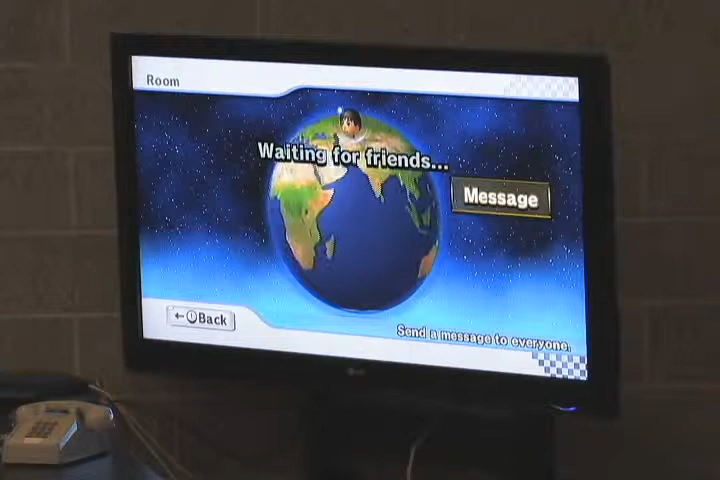 Room
Waiting for friends...
Message
Back
Send a message to everyone.